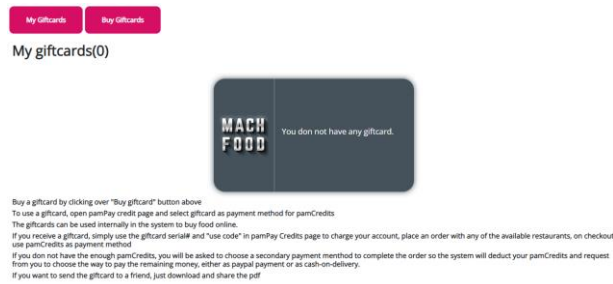 My Giftcards Buy Giftcards
My giftcards(0)
MACH
FOOD
You don not have any giftcard.
Buy a giftcard by clicking over "Buy giftcard" button above
To use a giftcard, open pamPay credit page and select giftcard as payment method for pamCredits
The giftcards can be used internally in the system to buy food online.
If you receive a giftcard, simply use the giftcard serial# and "use code" in pamPay Credits page to charge your account, place an order with any of the available restaurants, on checkout
use pamCredits as payment method
If you don not have the enough pamCredits, you will be asked to choose a secondary payment menthod to complete the order so the system will deduct your pamCredits and request
from you to choose the way to pay the remaining money, either as paypal payment or as cash-on-delivery.
If you want to send the giftcard to a friend, just download and share the pdf